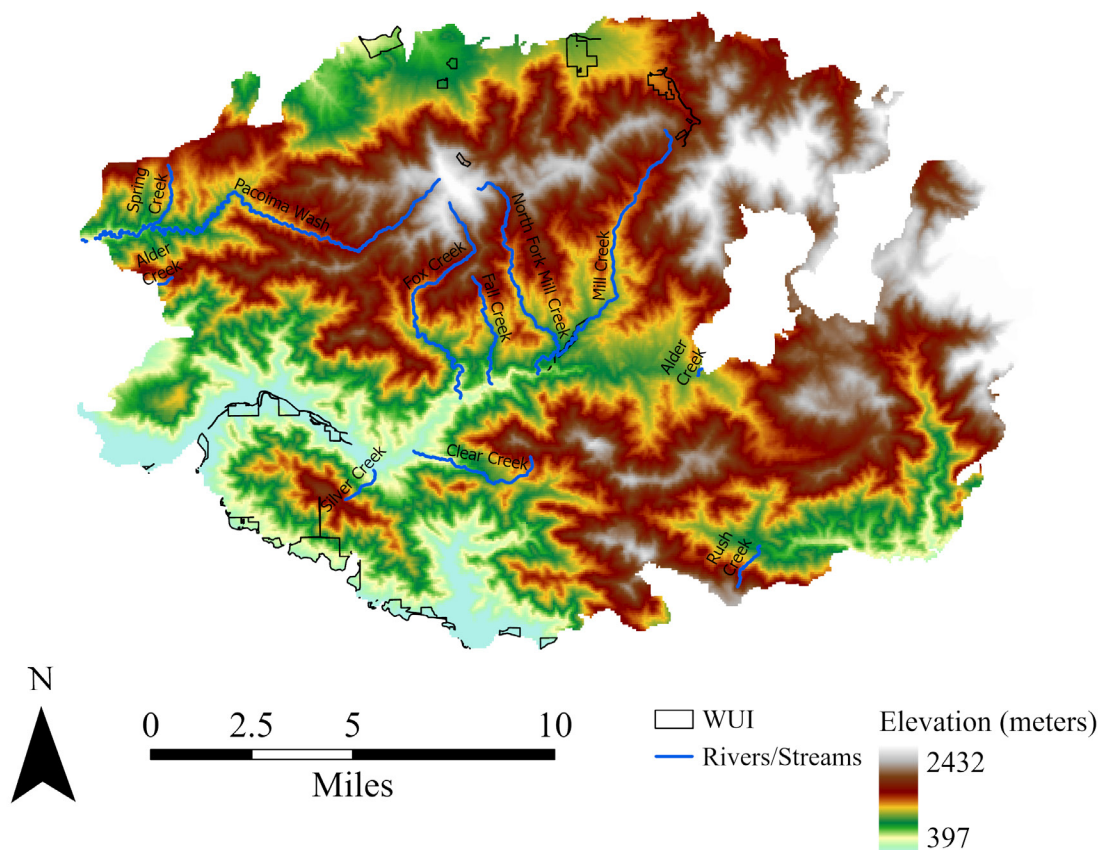 Spring
Creek
Pacoima Wash
Alder
Creek
Fox Creek
Fall Creek
North Fork Mill Creek
Mill Creek
Alder
Creek
Clear Creek
Silver Creek
Rush
Creek
N
0 2.5 5 10
Miles
WUI
Rivers/Streams
Elevation (meters)
2432
397